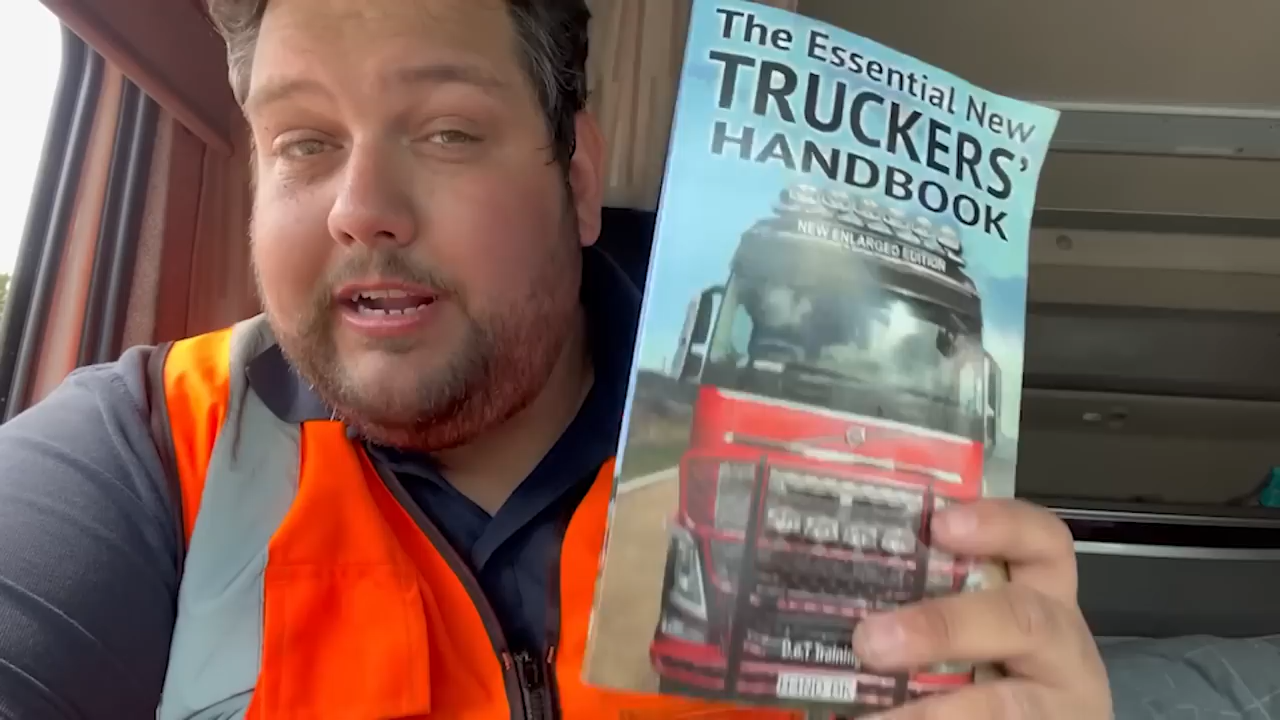 The Essential New
TRUCKERS'
HANDBOOK
NEW ENLARGED EDITION
D.a.T Training